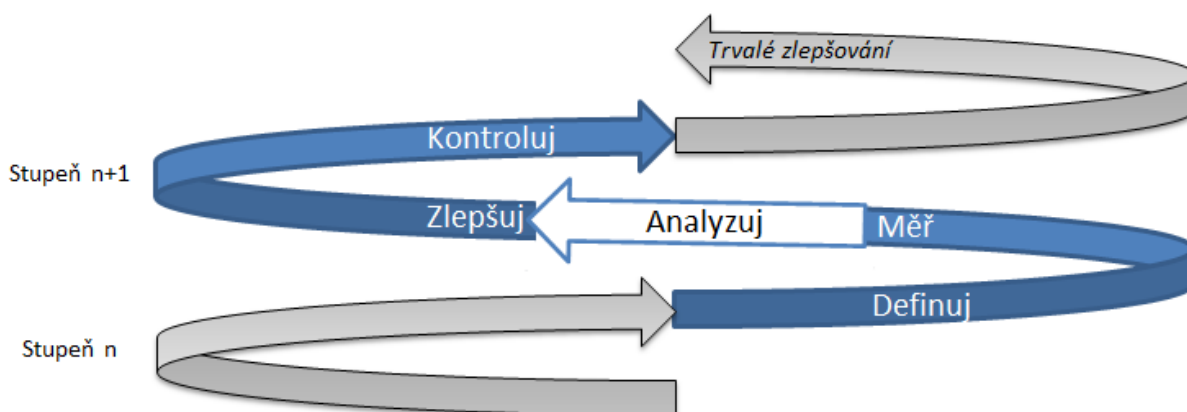 Trvalé zlepšování
Kontroluj
Stupeň n+1
Zlepšuj
Analyzuj
Měř
Definuj
Stupeň n